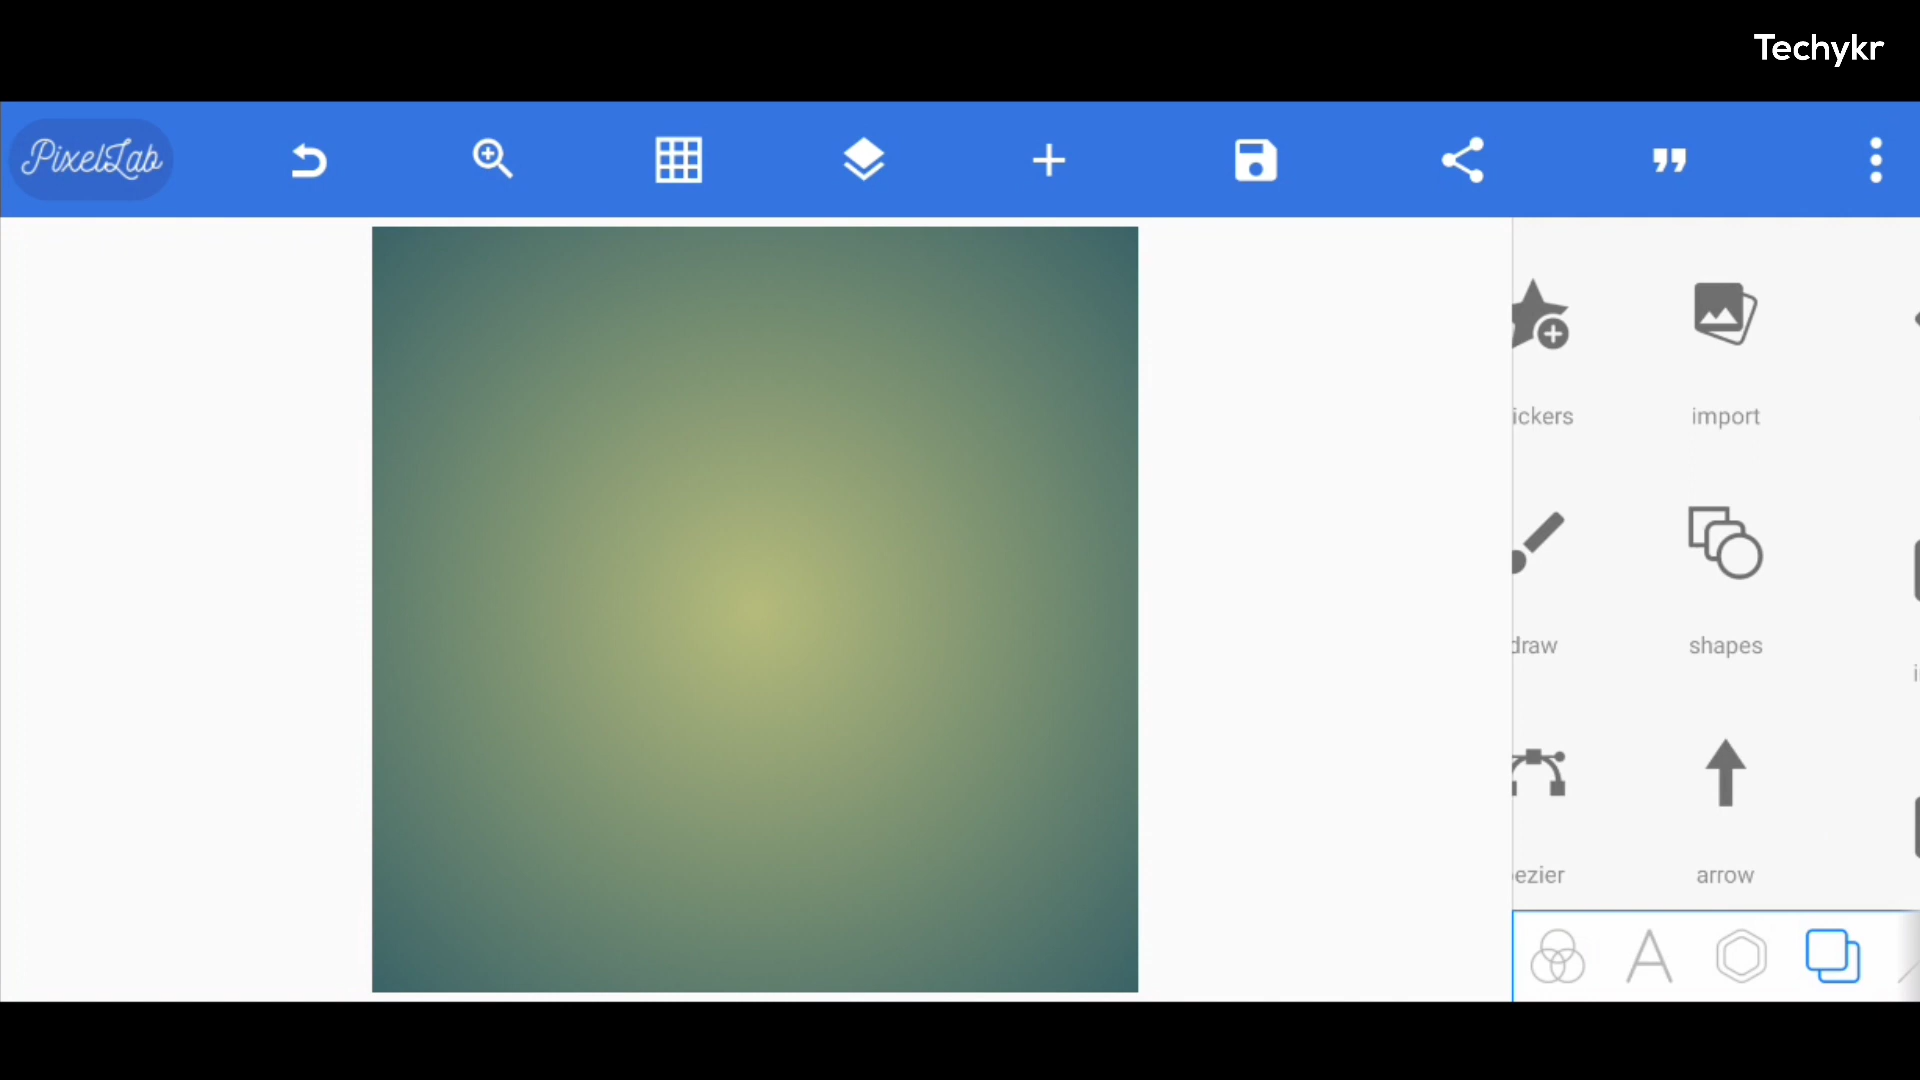 Techykr
PixelLab
ickers
import
draw
shapes
ezier
arrow